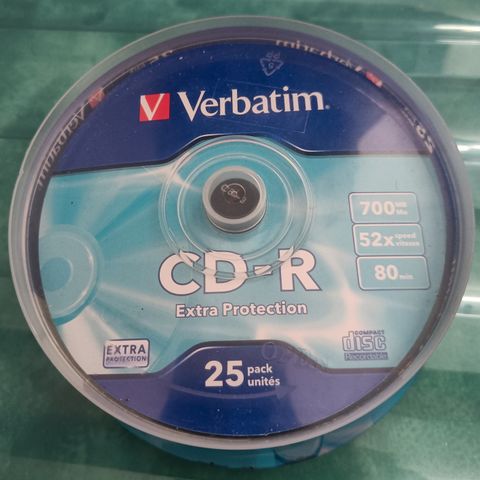 Verbatim
700 MB Mo
52x speed vitesse
80 min
CD-R
Extra Protection
EXTRA
PROTECTION
COMPACT
disc
Recordable
25 pack
unités